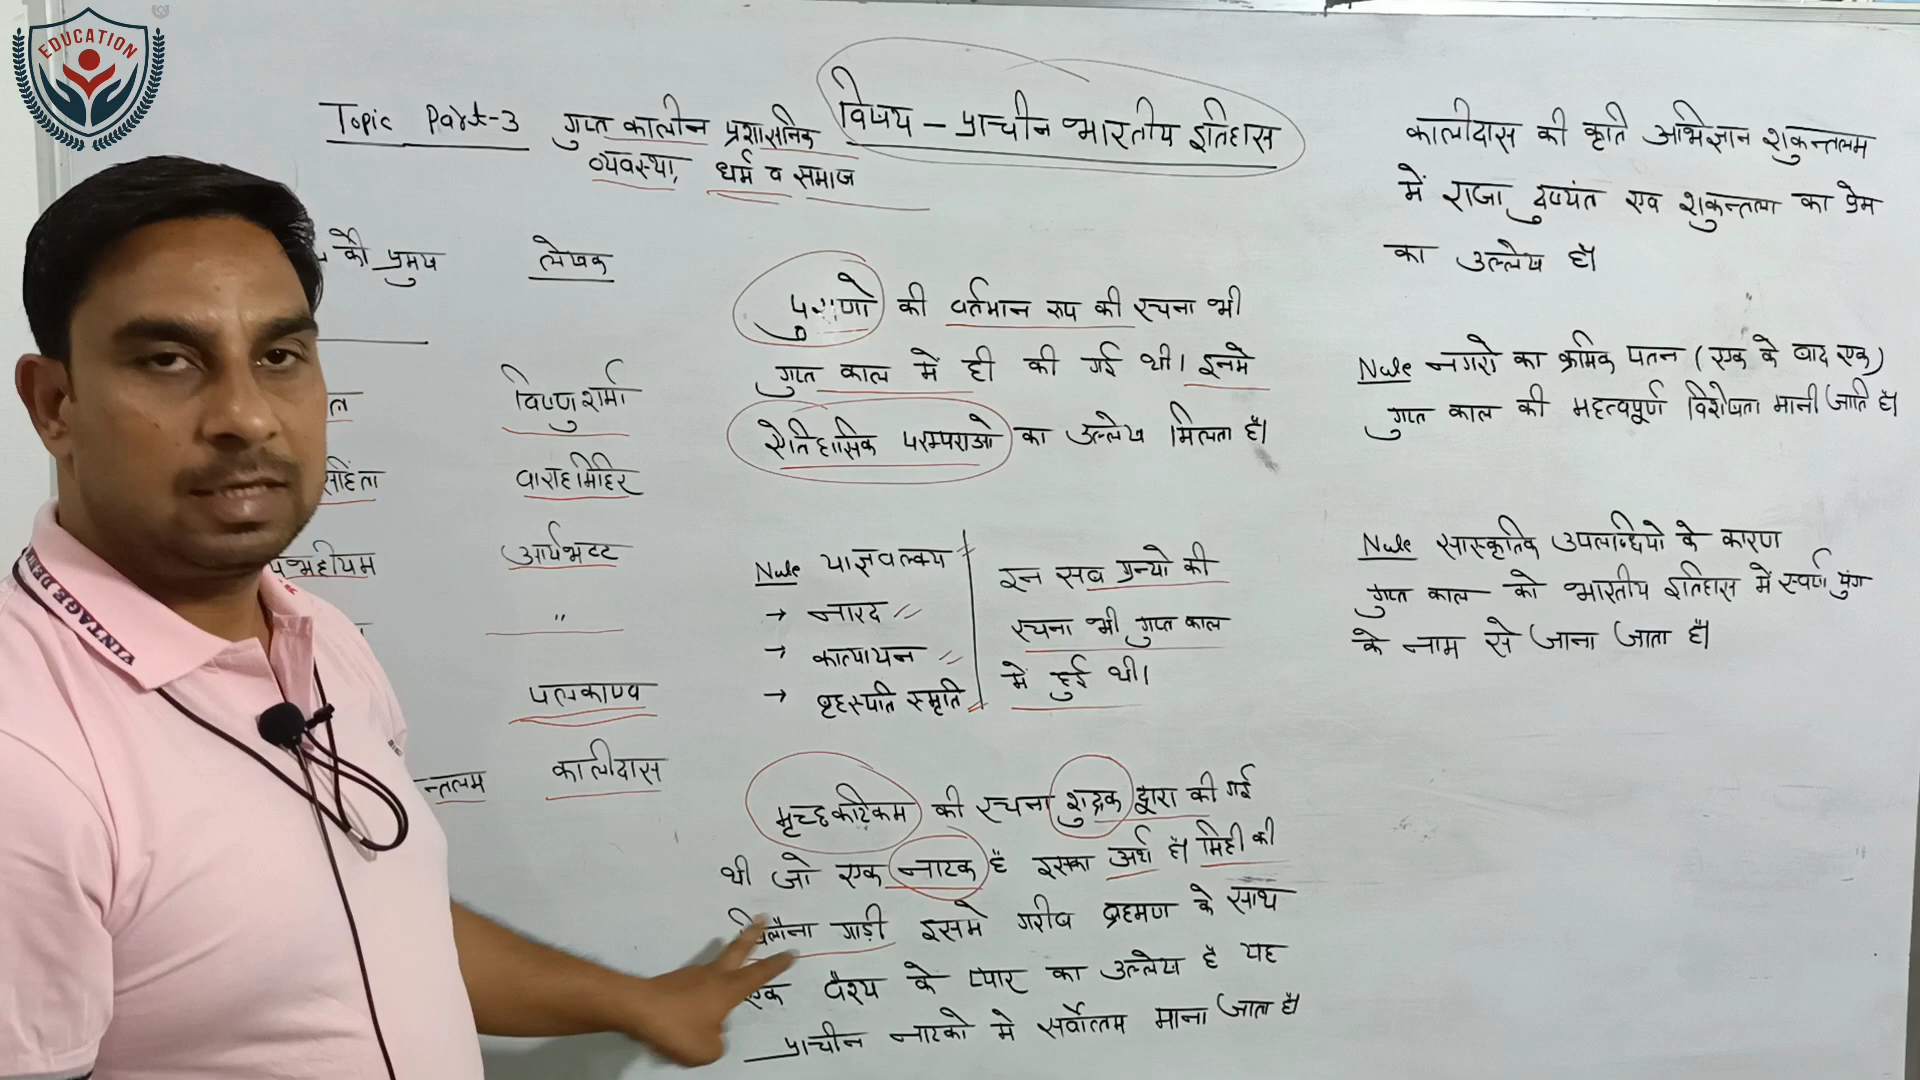 EDUCATION
Topic Part-3 गुप्त कालीन प्रशासनिक
व्यवस्था, धर्म व समाज
विषय – प्राचीन भारतीय इतिहास
की प्रमुख
लेखक
विष्णु शर्मा
संहिता वाराहमिहिर
आर्यभट्ट
"
पलकाप्य
न्तलम कालीदास
पुराणो की वर्तमान रुप की रचना भी
गुप्त काल में ही की गई थी। इनमे
ऐतिहासिक परम्पराओ का उल्लेख मिलता है।
Note याज्ञवल्क्य
→ नारद
→ कात्यायन
→ बृहस्पति स्मृति
इन सब ग्रन्थो की
रचना भी गुप्त काल
मे हुई थी।
मृच्छकटिकम की रचना शुद्रक द्वारा की गई
थी जो एक नाटक है इसका अर्थ है। मिट्टी की
खिलौना गाड़ी इसमे गरीब ब्रहमण के साथ
एक वैश्य के प्यार का उल्लेख है यह
प्राचीन नाटको मे सर्वोत्तम माना जाता है।
कालीदास की कृति अभिज्ञान शकुन्तलम
में राजा दुष्यंत एव शकुन्तला का प्रेम
का उल्लेख है।
Note नगरो का क्रमिक पतन (एक के बाद एक)
गुप्त काल की महत्वपूर्ण विशेषता मानी जाति है।
Note सास्कृतिक उपलब्धियो के कारण
गुप्त काल को भारतीय इतिहास में स्वर्ण युग
के नाम से जाना जाता है।
VINTAGE DEN